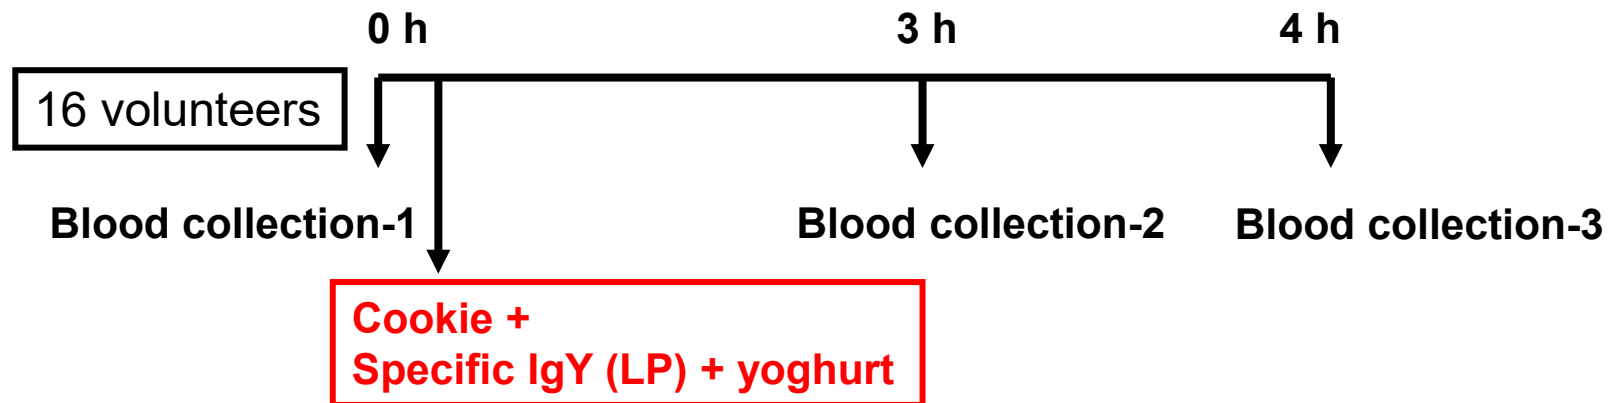 0 h
3 h
4 h
16 volunteers
Blood collection-1
Blood collection-2
Blood collection-3
Cookie +
Specific IgY (LP) + yoghurt